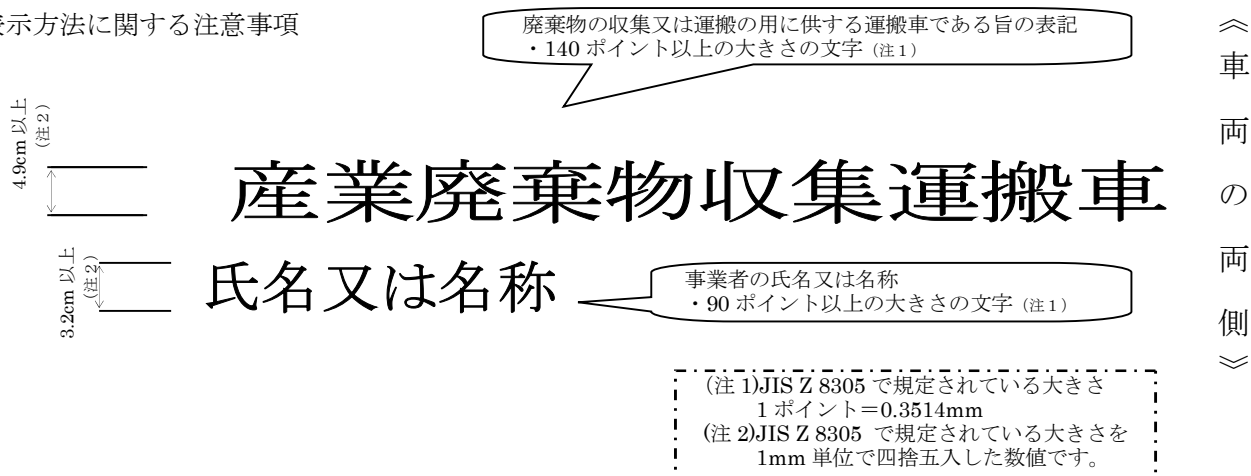 示方法に関する注意事項
廃棄物の収集又は運搬の用に供する運搬車である旨の表記
・140 ポイント以上の大きさの文字（注１）
《車両の両側》
4.9cm 以上
（注２）
産業廃棄物収集運搬車
3.2cm 以上
（注２）
氏名又は名称
事業者の氏名又は名称
・90 ポイント以上の大きさの文字（注１）
(注 1)JIS Z 8305 で規定されている大きさ
1 ポイント＝0.3514mm
(注 2)JIS Z 8305 で規定されている大きさを
1mm 単位で四捨五入した数値です。